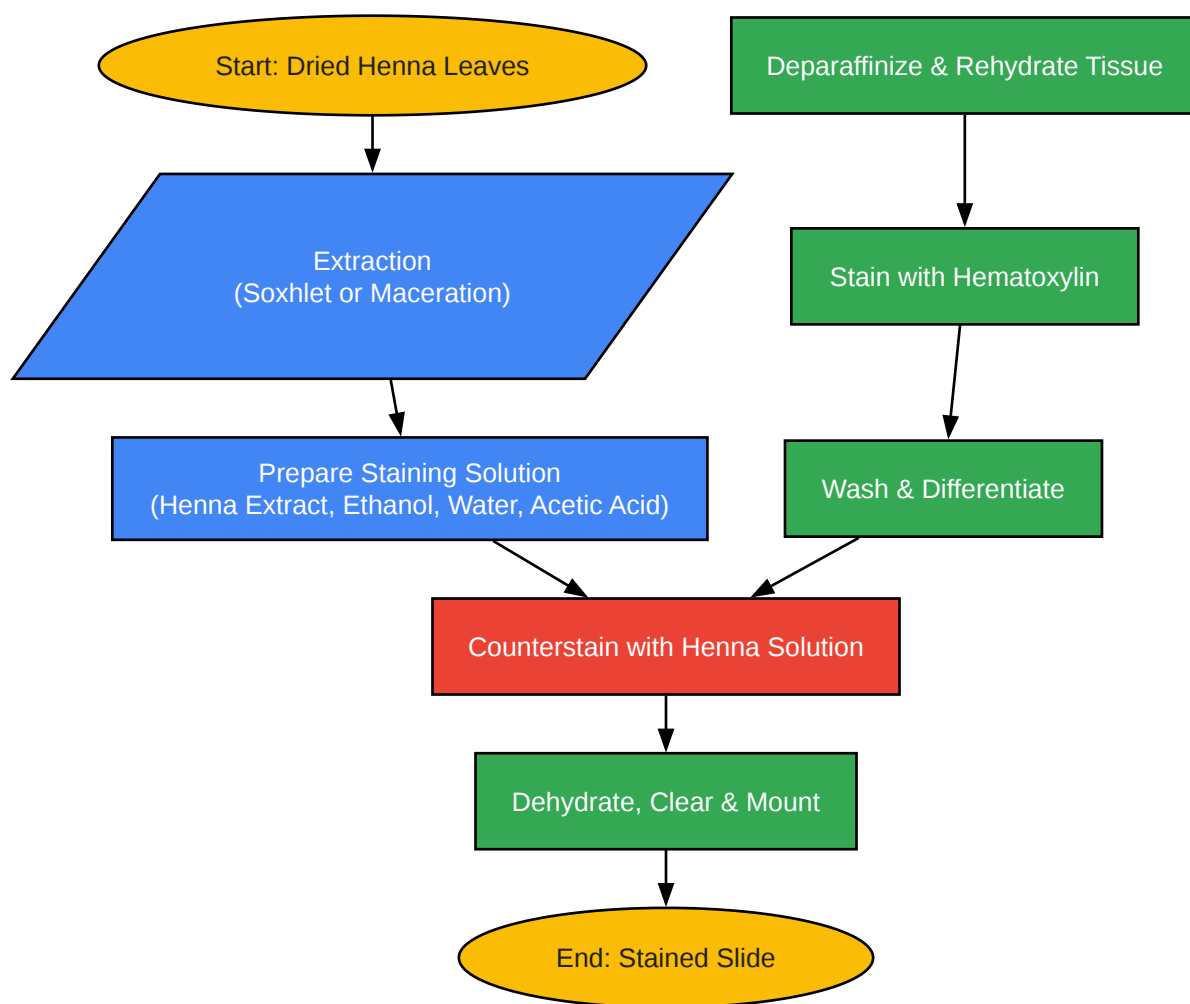 Start: Dried Henna Leaves
Deparaffinize & Rehydrate Tissue
Extraction
(Soxhlet or Maceration)
Stain with Hematoxylin
Prepare Staining Solution
(Henna Extract, Ethanol, Water, Acetic Acid)
Wash & Differentiate
Counterstain with Henna Solution
Dehydrate, Clear & Mount
End: Stained Slide